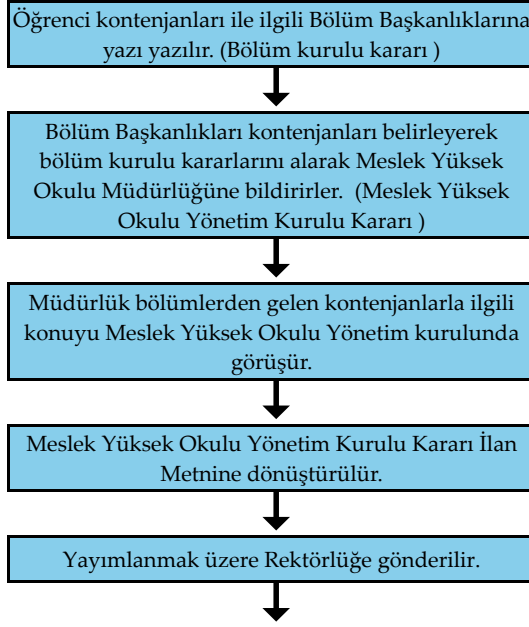 Öğrenci kontenjanları ile ilgili Bölüm Başkanlıklarına
yazı yazılır. (Bölüm kurulu kararı )
Bölüm Başkanlıkları kontenjanları belirleyerek
bölüm kurulu kararlarını alarak Meslek Yüksek
Okulu Müdürlüğüne bildirirler. (Meslek Yüksek
Okulu Yönetim Kurulu Kararı )
Müdürlük bölümlerden gelen kontenjanlarla ilgili
konuyu Meslek Yüksek Okulu Yönetim kurulunda
görüşür.
Meslek Yüksek Okulu Yönetim Kurulu Kararı İlan
Metnine dönüştürülür.
Yayımlanmak üzere Rektörlüğe gönderilir.